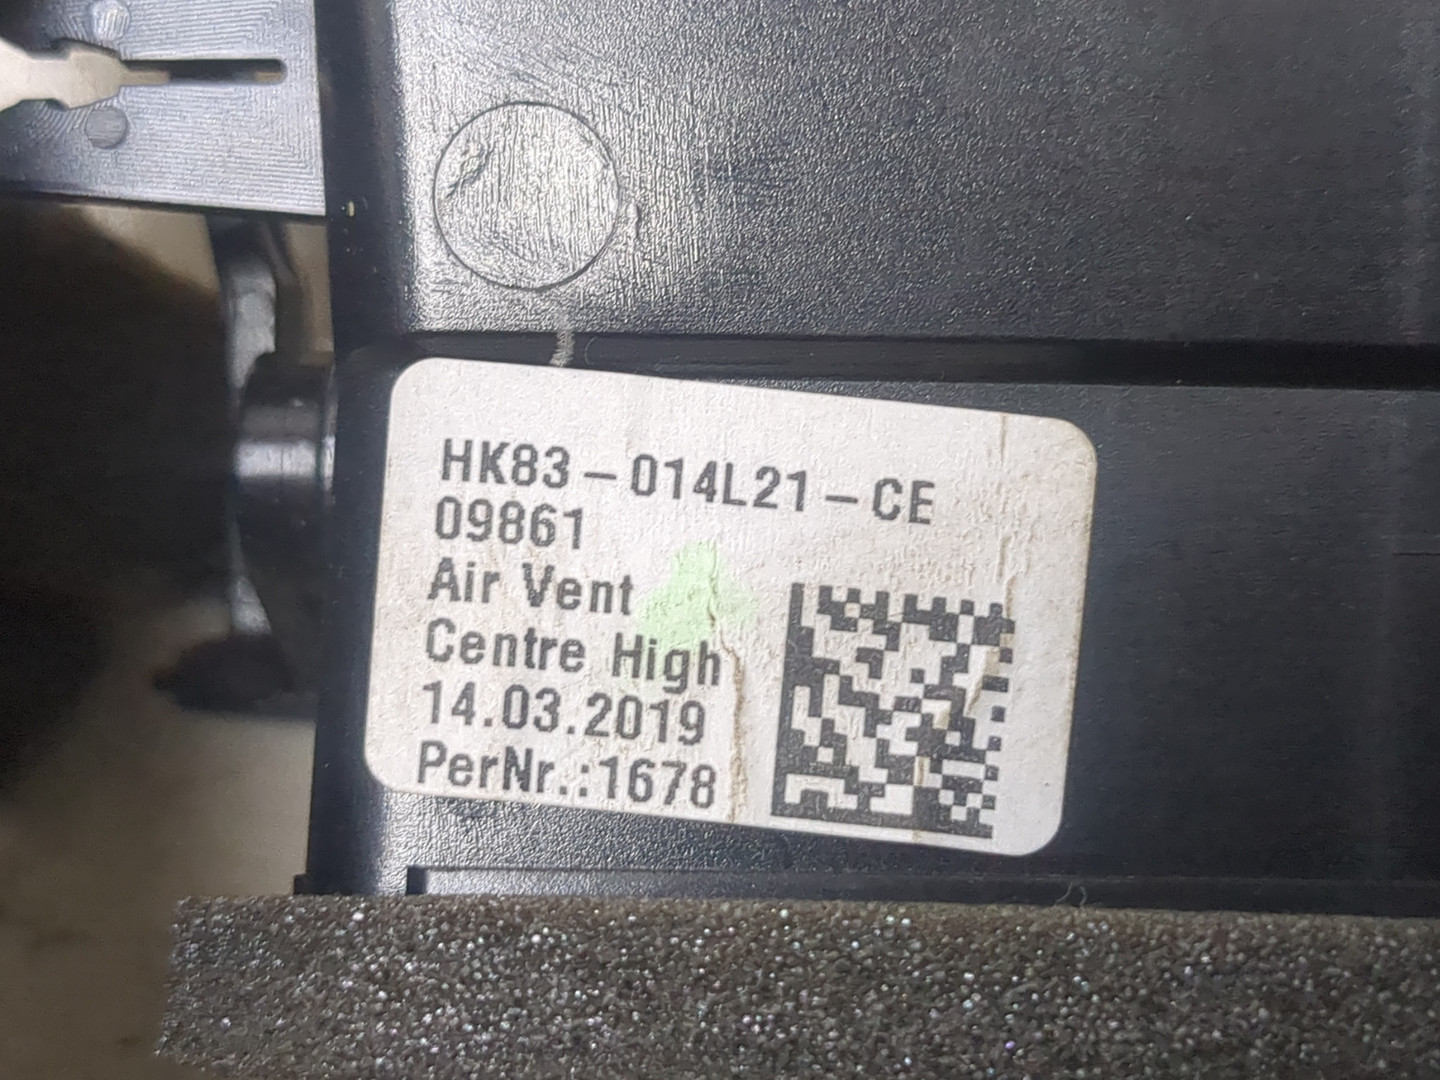 HK83-014L21-CE
09861
Air Vent
Centre High
14.03.2019
PerNr.:1678